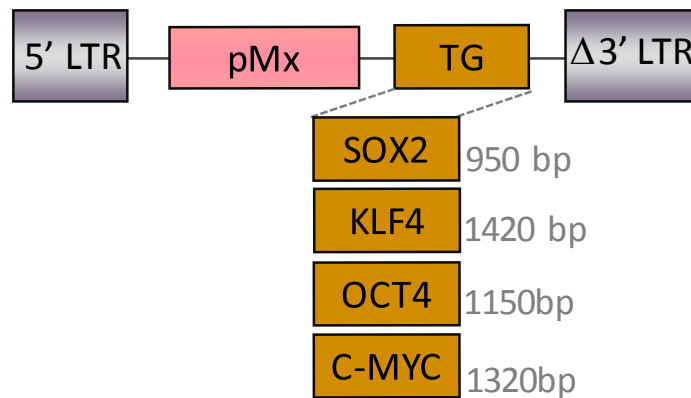 5' LTR pMx TG Δ3' LTR
SOX2 950 bp
KLF4 1420 bp
OCT4 1150bp
C-MYC 1320bp